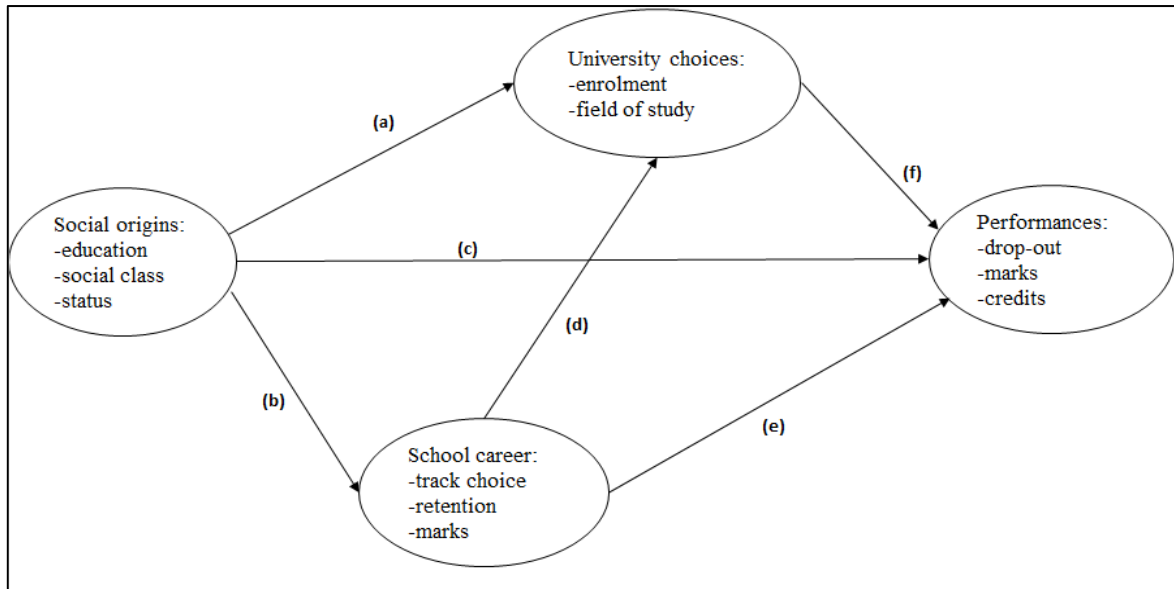 University choices:
-enrolment
-field of study
(a)
(f)
Social origins:
-education
-social class
-status
(c)
Performances:
-drop-out
-marks
-credits
(d)
(b)
(e)
School career:
-track choice
-retention
-marks